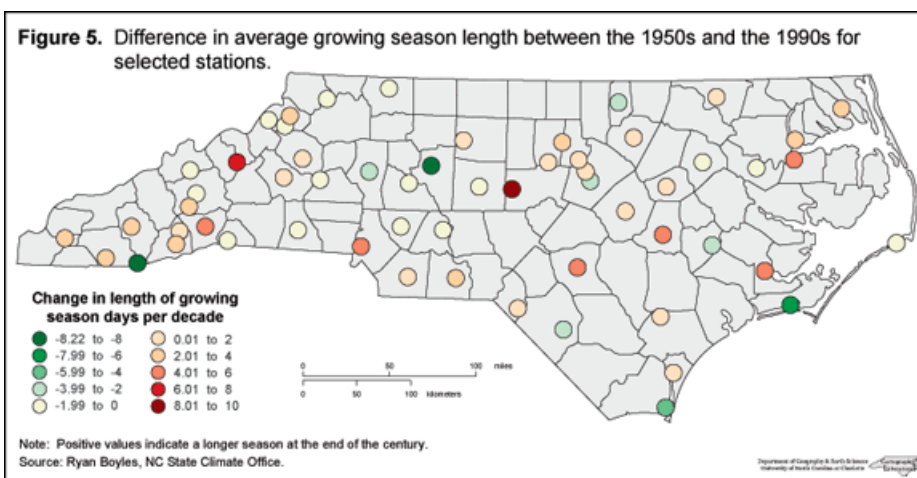 Figure 5. Difference in average growing season length between the 1950s and the 1990s for
selected stations.
Change in length of growing
season days per decade
-8.22 to -8
-7.99 to -6
-5.99 to -4
-3.99 to -2
-1.99 to 0
0.01 to 2
2.01 to 4
4.01 to 6
6.01 to 8
8.01 to 10
0 50 100 miles
0 50 100 kilometers
Note: Positive values indicate a longer season at the end of the century.
Source: Ryan Boyles, NC State Climate Office.
Department of Geography & Earth Sciences
University of North Carolina at Charlotte